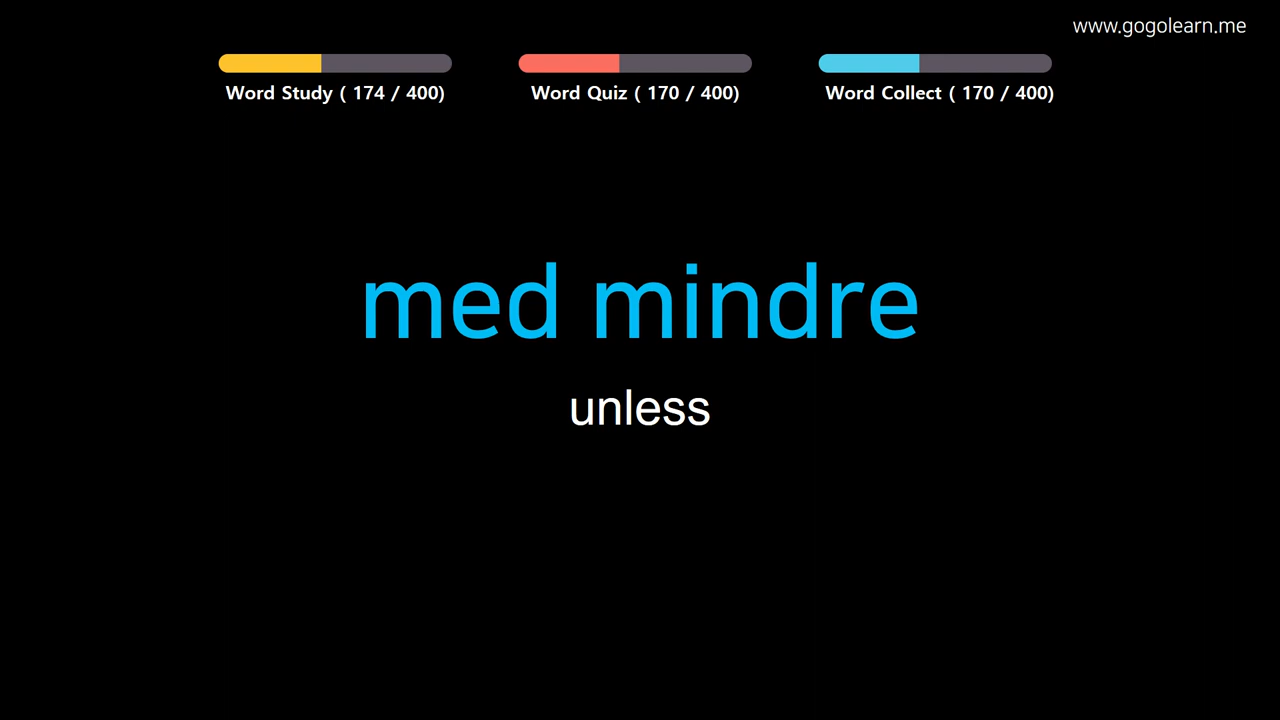 www.gogolearn.me
Word Study ( 174 / 400)
Word Quiz ( 170 / 400)
Word Collect ( 170 / 400)
med mindre
unless